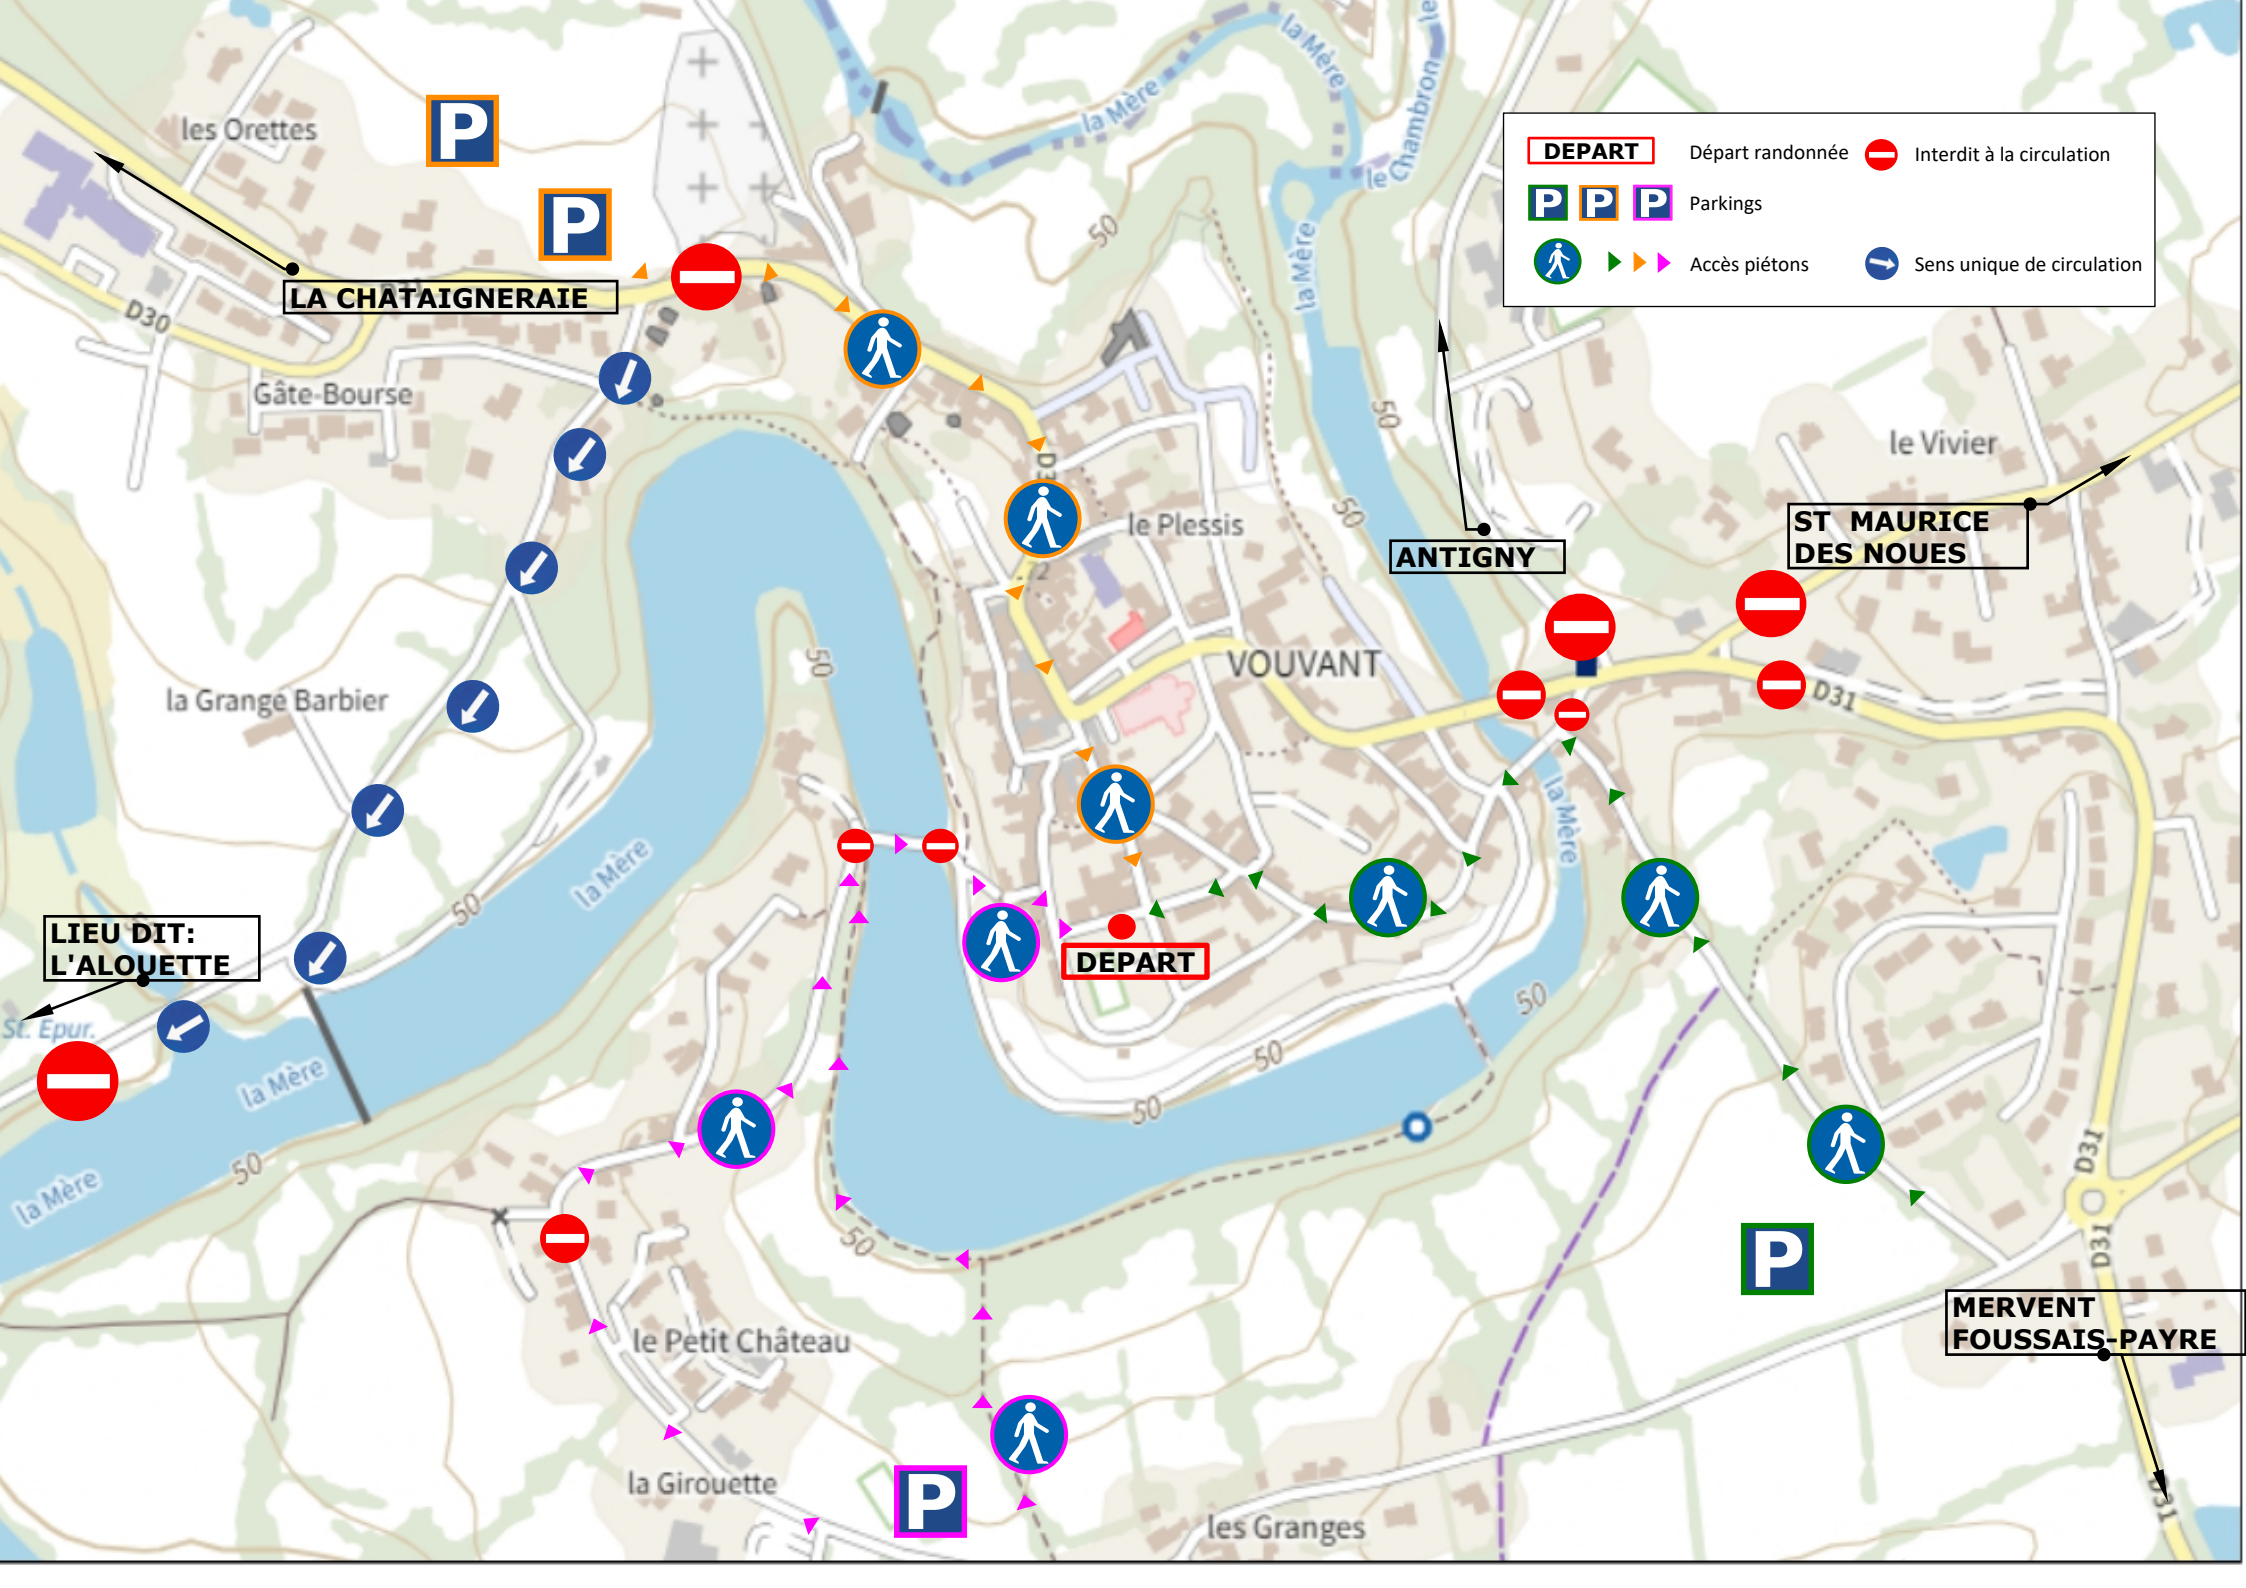 la Mère
le Chambron
le
les Orettes
P
P
la Mère
DEPART
Départ randonnée
Interdit à la circulation
P P P
Parkings
Accès piétons
Sens unique de circulation
50
la Mère
LA CHATAIGNERAIE
D30
Gâte-Bourse
50
le Vivier
50
le Plessis
ST MAURICE
DES NOUES
ANTIGNY
50
VOUVANT
la Grange Barbier
D31
la Mère
la Mère
50
LIEU DIT:
L'ALOUETTE
DEPART
50
St. Epur.
50
la Mère
50
D31
la Mère
50
50
P
D31
MERVENT
FOUSSAIS-PAYRE
le Petit Château
la Girouette
P
les Granges
D31